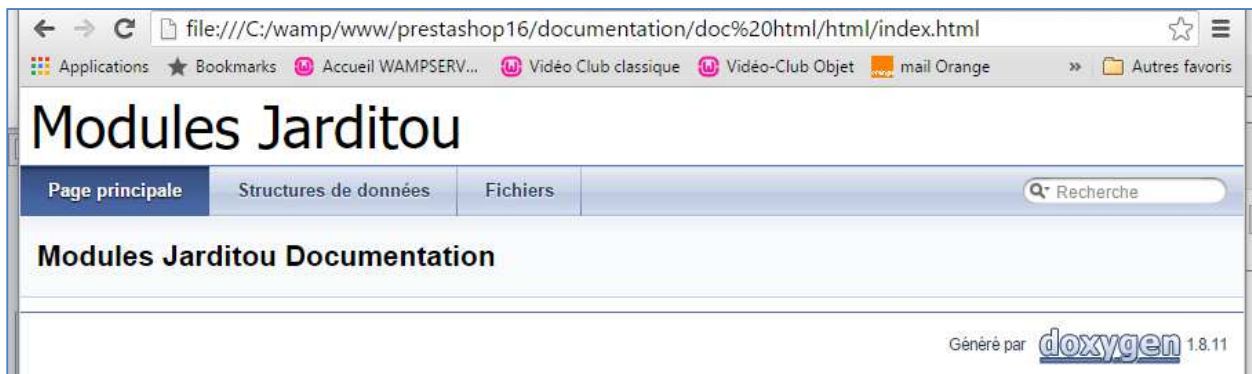 file:///C:/wamp/www/prestashop16/documentation/doc%20html/html/index.html
Applications Bookmarks Accueil WAMPSERV... Vidéo Club classique Vidéo-Club Objet mail Orange » Autres favoris
Modules Jarditou
Page principale Structures de données Fichiers Recherche
Modules Jarditou Documentation
Généré par doxygen 1.8.11